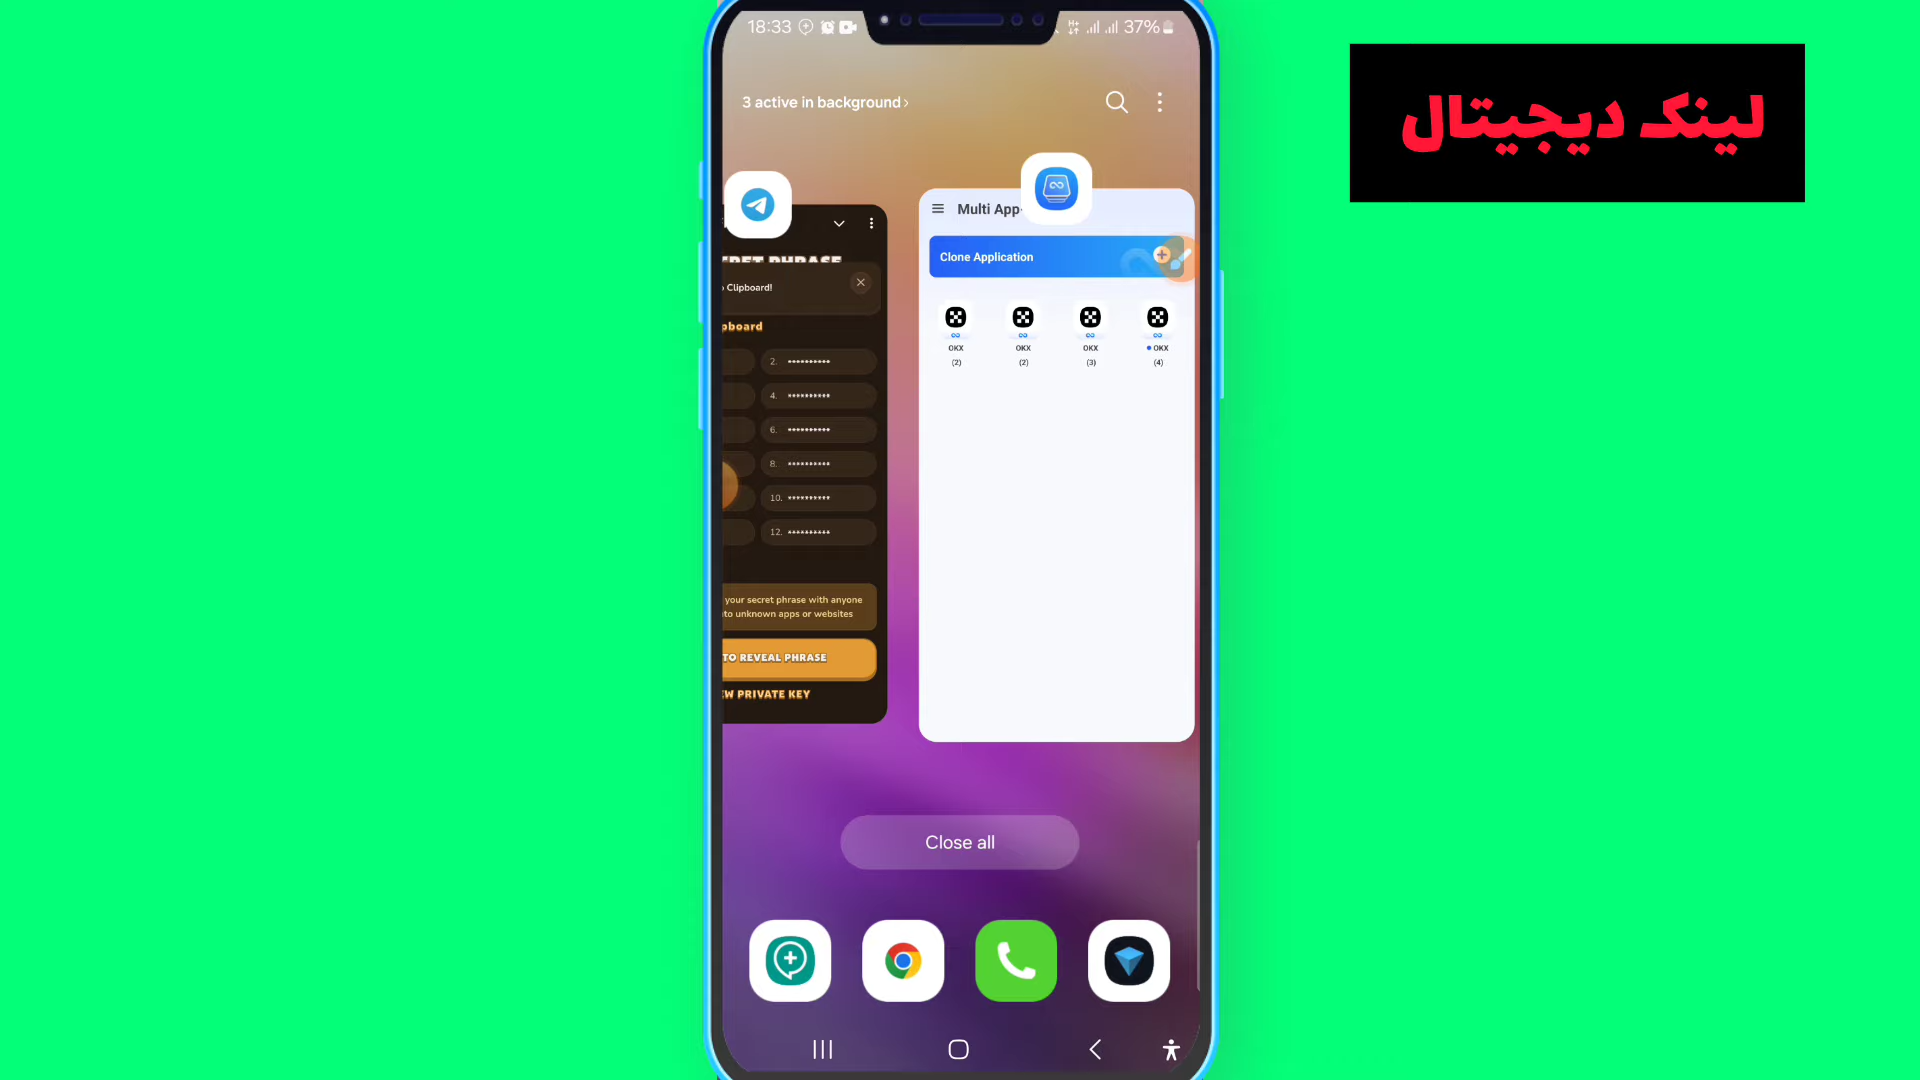 18:33
37%
لینک دیجیتال
3 active in background ›
Multi App
Clone Application
Clipboard!
OKX
(2)
OKX
(2)
OKX
(3)
OKX
(4)
2. **********
4. **********
6. **********
8. **********
10. **********
12. **********
your secret phrase with anyone
to unknown apps or websites
TO REVEAL PHRASE
PRIVATE KEY
Close all